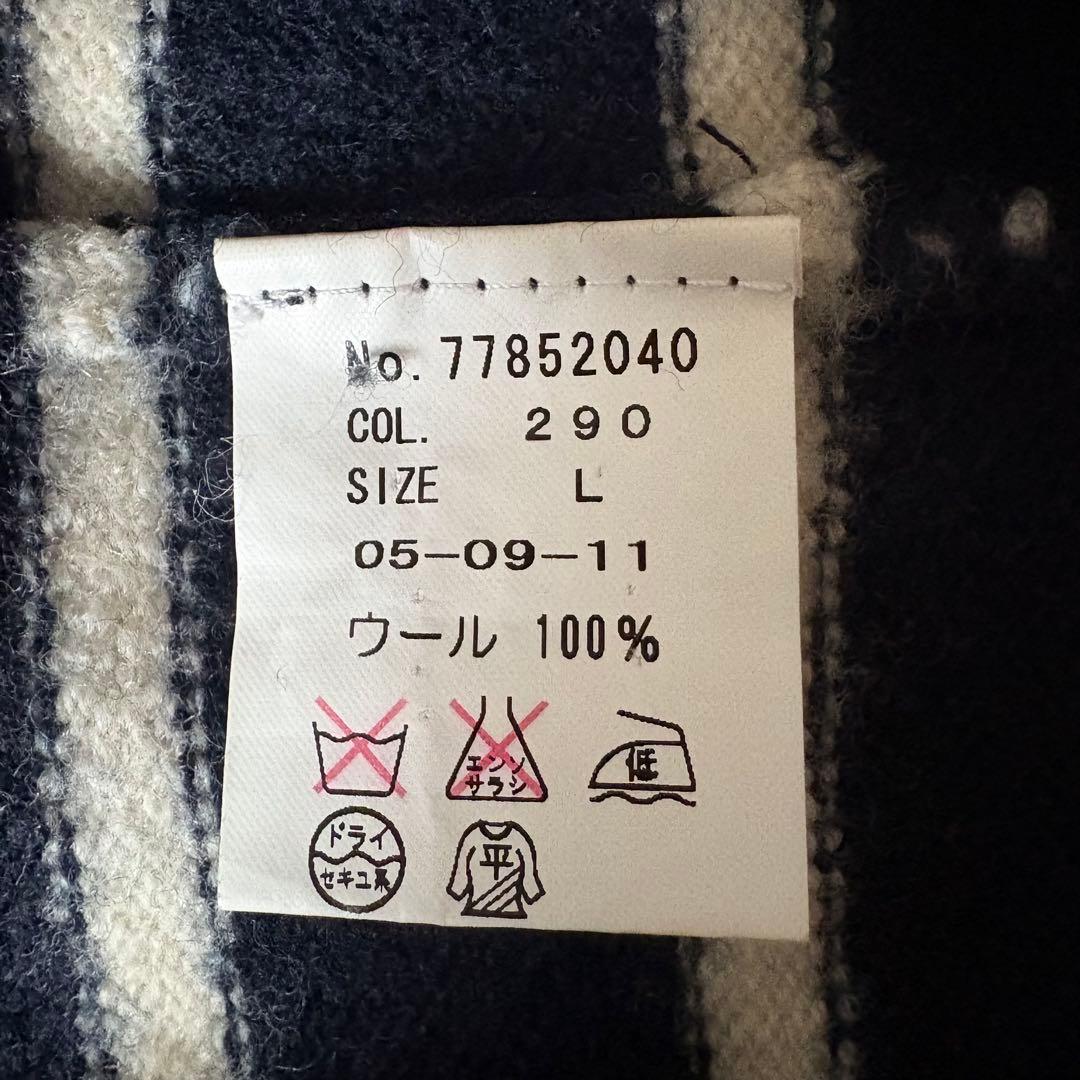 No. 77852040
COL. 290
SIZE L
05-09-11
ウール 100%
エンソ
サラシ
低
ドライ
セキユ系
平